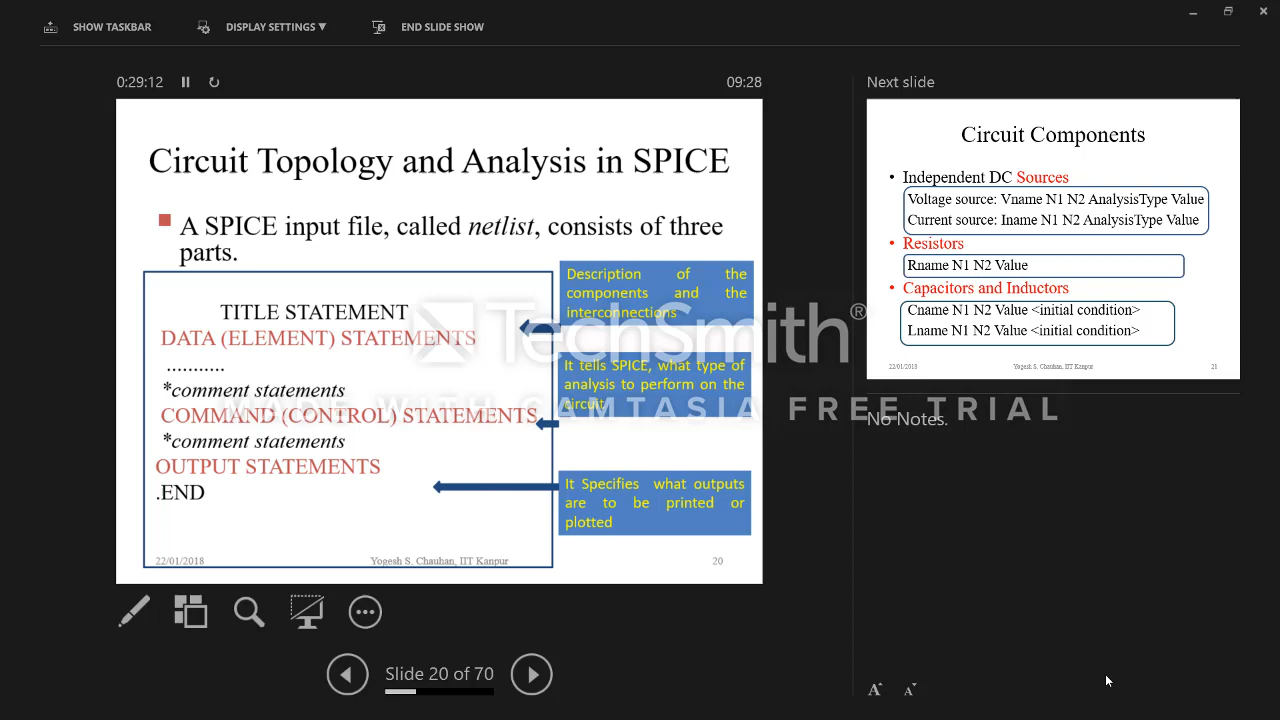 SHOW TASKBAR DISPLAY SETTINGS ▼ END SLIDE SHOW
0:29:12 09:28
Circuit Topology and Analysis in SPICE
A SPICE input file, called netlist, consists of three
parts.
TITLE STATEMENT
DATA (ELEMENT) STATEMENTS
...........
*comment statements
COMMAND (CONTROL) STATEMENTS
*comment statements
OUTPUT STATEMENTS
.END
Description of the
components and the
interconnections
It tells SPICE, what type of
analysis to perform on the
circuit
It Specifies what outputs
are to be printed or
plotted
22/01/2018 Yogesh S. Chauhan, IIT Kanpur 20
TechSmith®
MADE WITH CAMTASIA FREE TRIAL
Slide 20 of 70
Next slide
Circuit Components
• Independent DC Sources
Voltage source: Vname N1 N2 AnalysisType Value
Current source: Iname N1 N2 AnalysisType Value
• Resistors
Rname N1 N2 Value
• Capacitors and Inductors
Cname N1 N2 Value <initial condition>
Lname N1 N2 Value <initial condition>
22/01/2018 Yogesh S. Chauhan, IIT Kanpur 21
No Notes.
A A